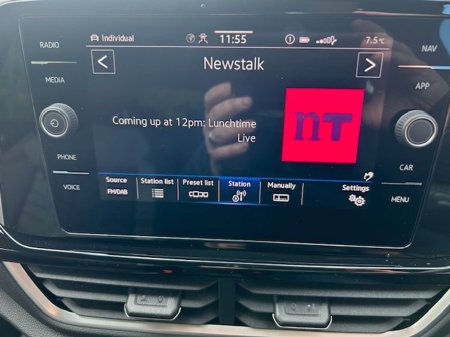 RADIO
Individual
11:55
7.5°C
NAV
Newstalk
MEDIA
APP
Coming up at 12pm: Lunchtime
Live
nT
PHONE
CAR
VOICE
Source
FM/DAB
Station list
Preset list
Station
Manually
Settings
MENU